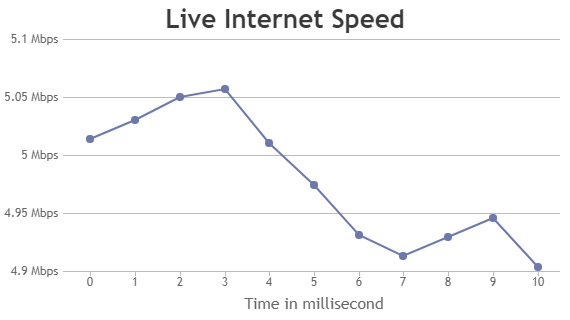 Live Internet Speed
5.1 Mbps
5.05 Mbps
5 Mbps
4.95 Mbps
4.9 Mbps
0 1 2 3 4 5 6 7 8 9 10
Time in millisecond